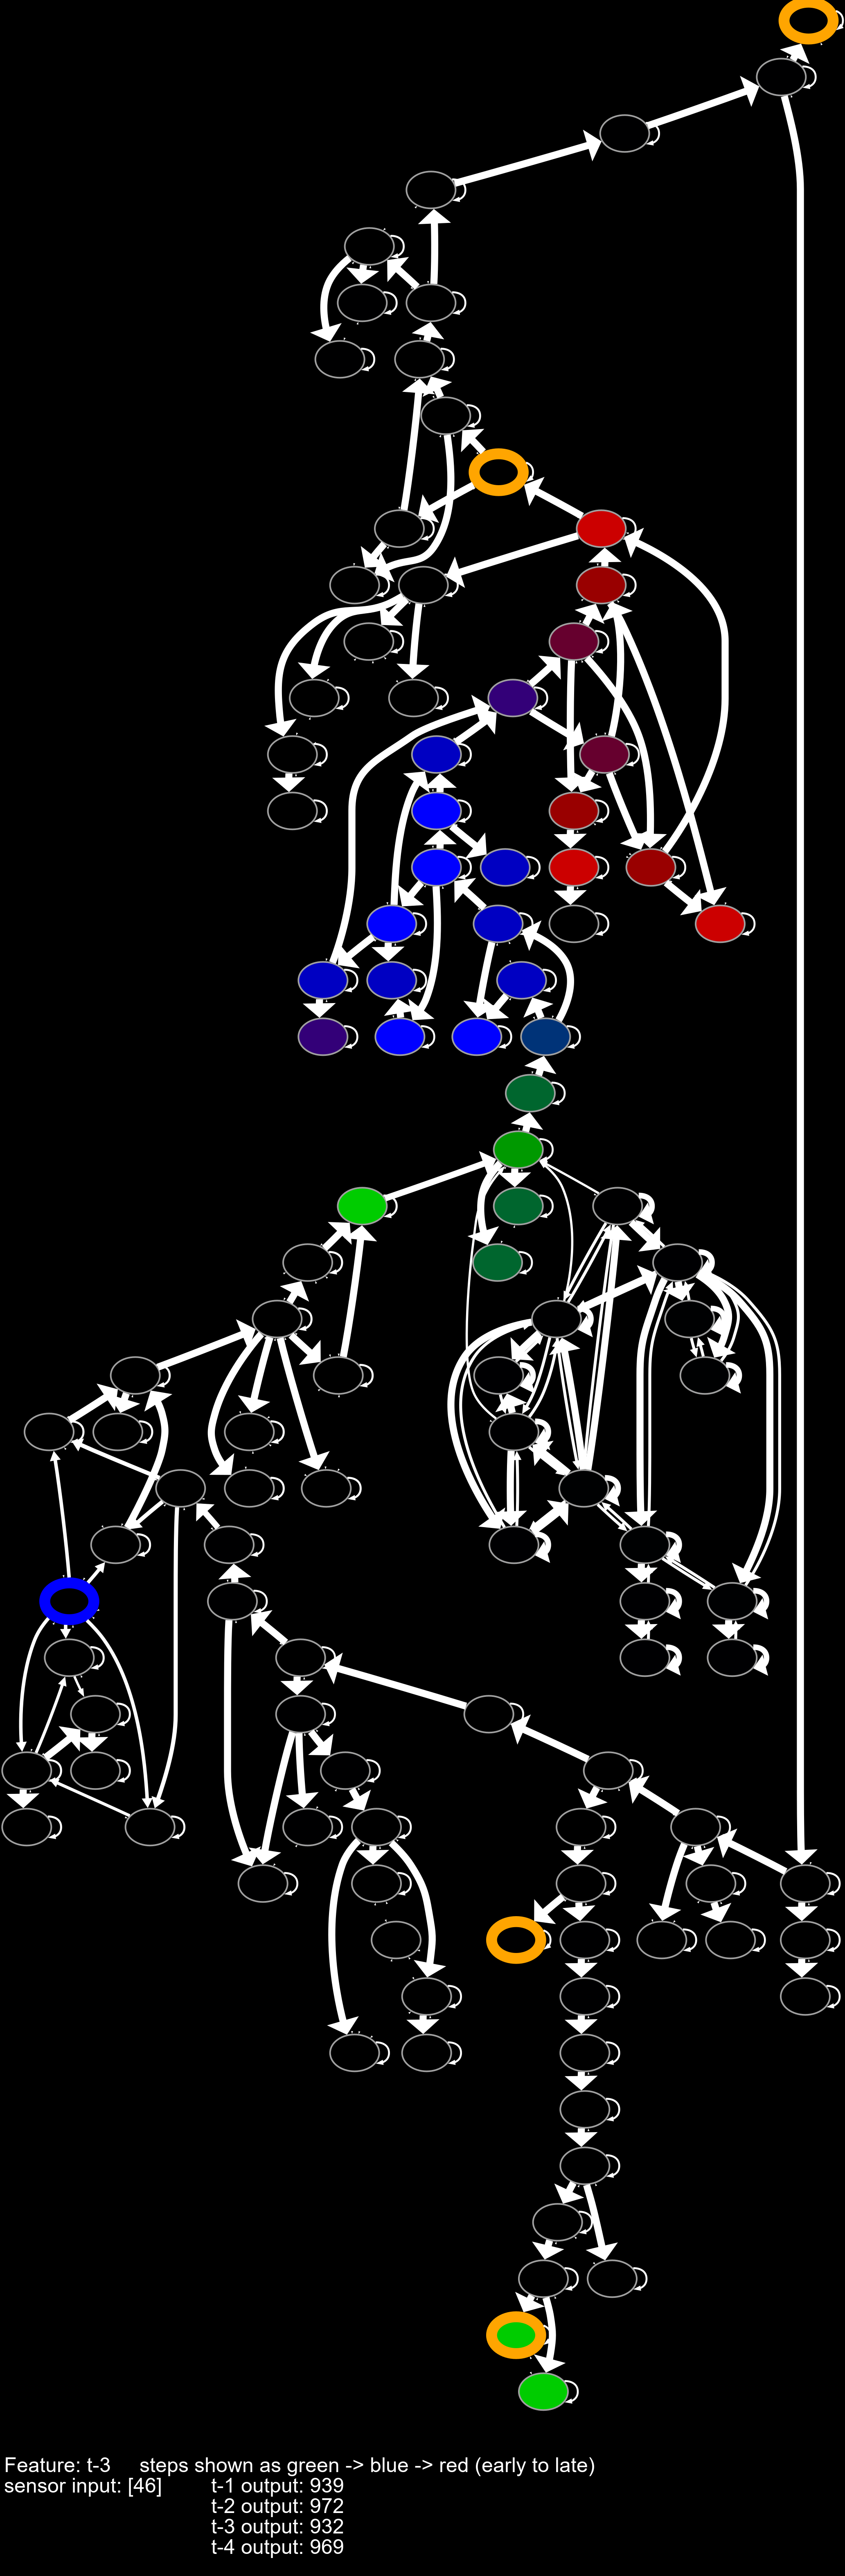 Feature: t-3     steps shown as green -> blue -> red (early to late)
sensor input: [46]        t-1 output: 939
t-2 output: 972
t-3 output: 932
t-4 output: 969